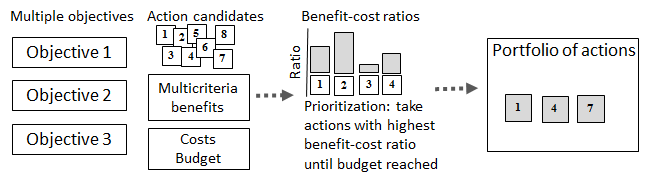 Multiple objectives
Objective 1
Objective 2
Objective 3
Action candidates
1 2 5 8
3 4 6 7
Multicriteria
benefits
Costs
Budget
Benefit-cost ratios
Ratio
1 2 3 4
Prioritization: take
actions with highest
benefit-cost ratio
until budget reached
Portfolio of actions
1 4 7